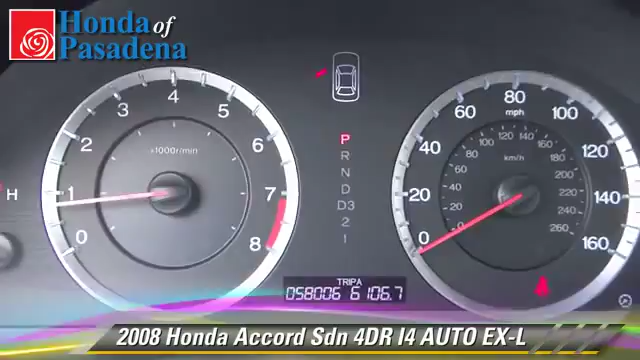 Honda of
Pasadena
x1000r/min
0
1
2
3
4
5
6
7
8
H
P
R
N
D
D3
2
1
TRIP A
058006 6106.7
mph
0
20
40
60
80
100
120
140
160
km/h
0
20
40
60
80
100
120
140
160
180
200
220
240
260
2008 Honda Accord Sdn 4DR I4 AUTO EX-L